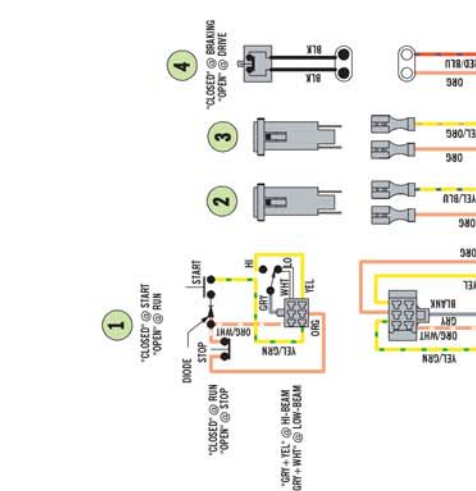 4
"CLOSED" @ BRAKING
"OPEN" @ DRIVE
BLK
BLK
RED/BLU
ORG
3
YEL/ORG
ORG
2
YEL/BLU
ORG
1
"CLOSED" @ START
"OPEN" @ RUN
START
HI
LO
GRY
WHT
YEL
DIODE
STOP
ORG/WHT
YEL/GRN
ORG
"CLOSED" @ RUN
"OPEN" @ STOP
"GRY+YEL" @ HI-BEAM
"GRY+WHT" @ LOW-BEAM
ORG
YEL
BLANK
GRY
ORG/WHT
YEL/GRN